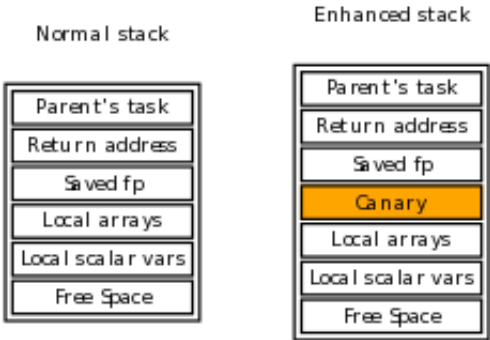 Normal stack
Parent's task
Return address
Saved fp
Local arrays
Local scalar vars
Free Space
Enhanced stack
Parent's task
Return address
Saved fp
Canary
Local arrays
Local scalar vars
Free Space